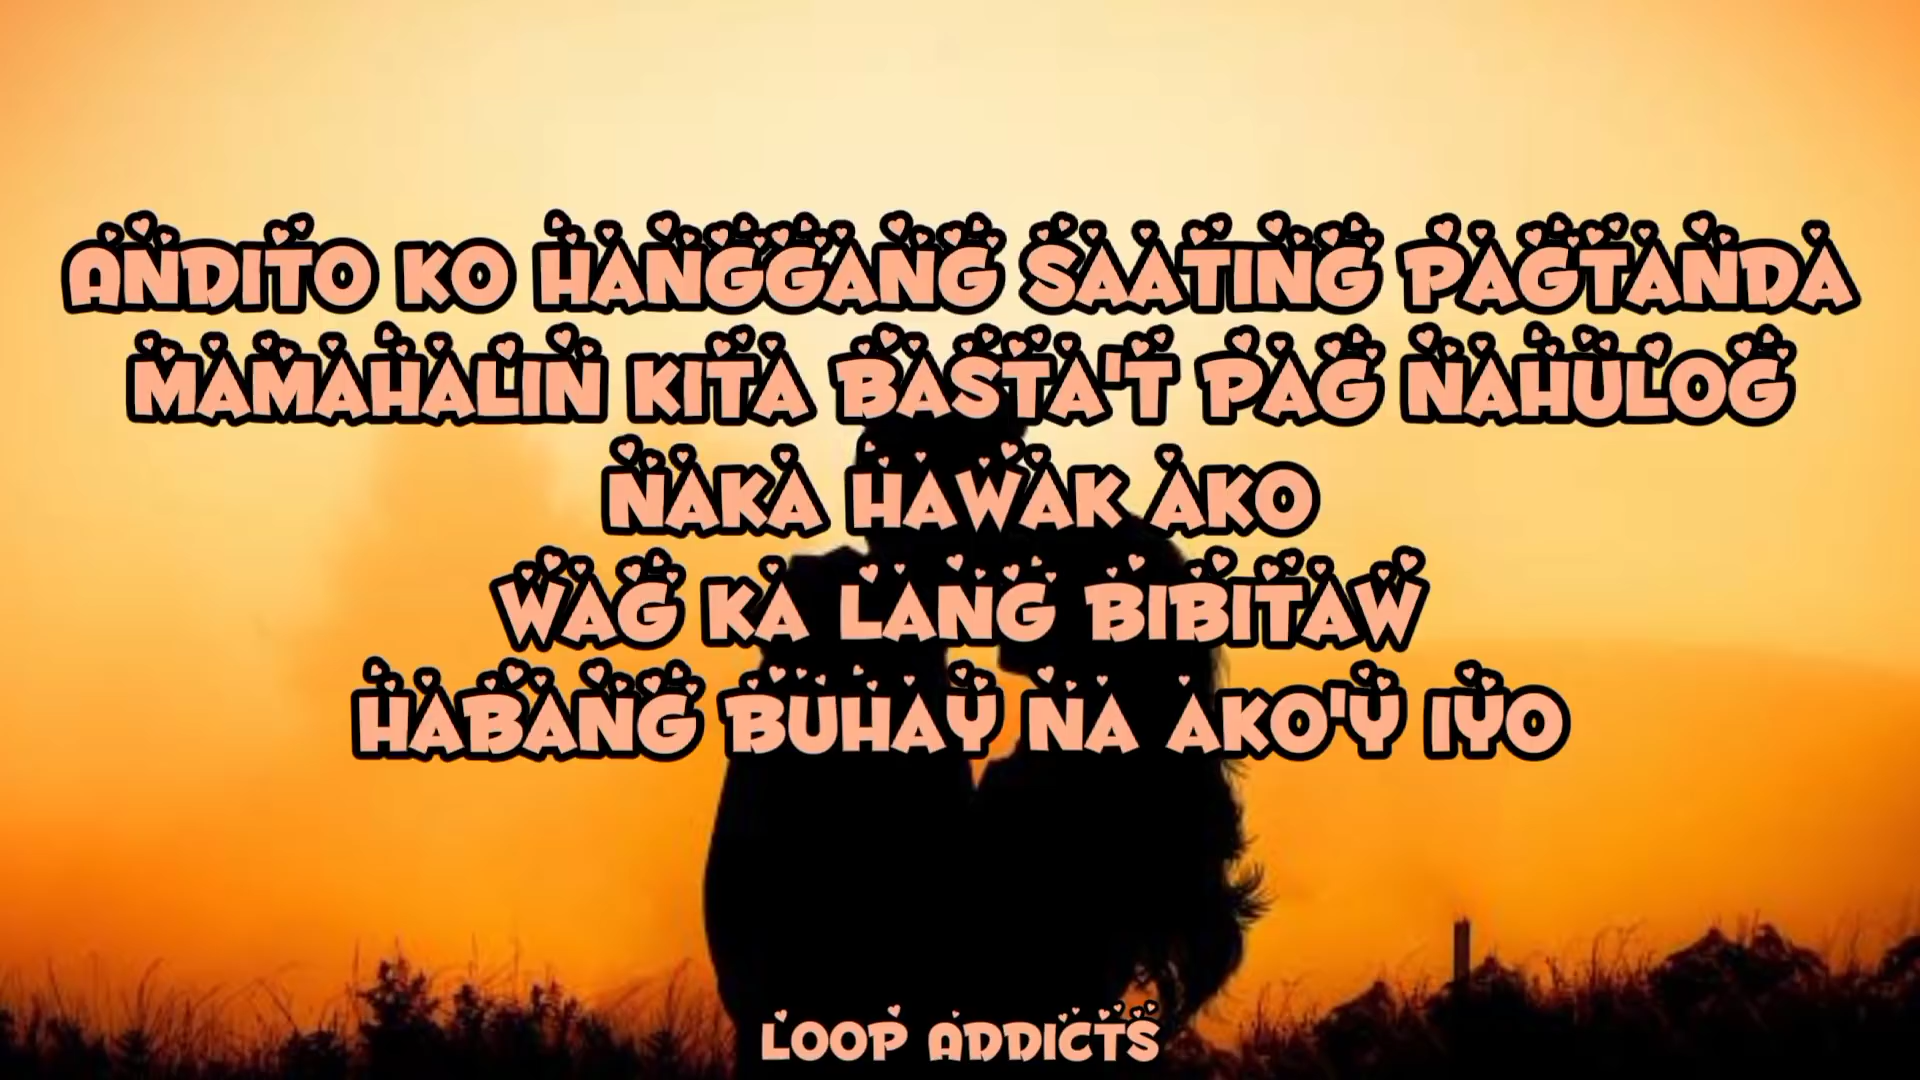 ANDITO KO HANGGANG SAATING PAGTANDA
MAMAHALIN KITA BASTA'T PAG NAHULOG
NAKA HAWAK AKO
WAG KA LANG BIBITAW
HABANG BUHAY NA AKO'Y IYO
LOOP ADDICTS